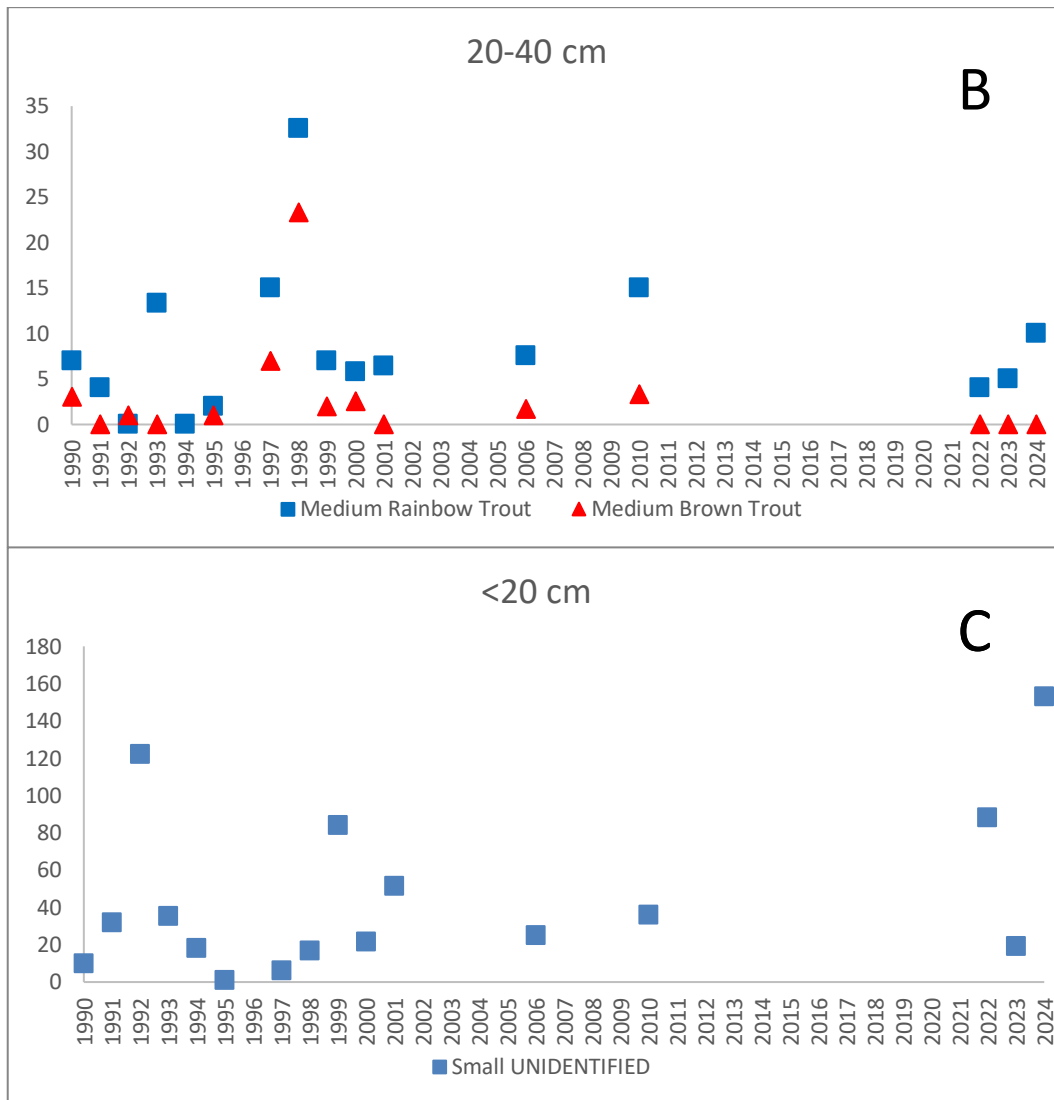 20-40 cm
B
35
30
25
20
15
10
5
0
1990 1991 1992 1993 1994 1995 1996 1997 1998 1999 2000 2001 2002 2003 2004 2005 2006 2007 2008 2009 2010 2011 2012 2013 2014 2015 2016 2017 2018 2019 2020 2021 2022 2023 2024
Medium Rainbow Trout Medium Brown Trout
<20 cm
C
180
160
140
120
100
80
60
40
20
0
1990 1991 1992 1993 1994 1995 1996 1997 1998 1999 2000 2001 2002 2003 2004 2005 2006 2007 2008 2009 2010 2011 2012 2013 2014 2015 2016 2017 2018 2019 2020 2021 2022 2023 2024
Small UNIDENTIFIED